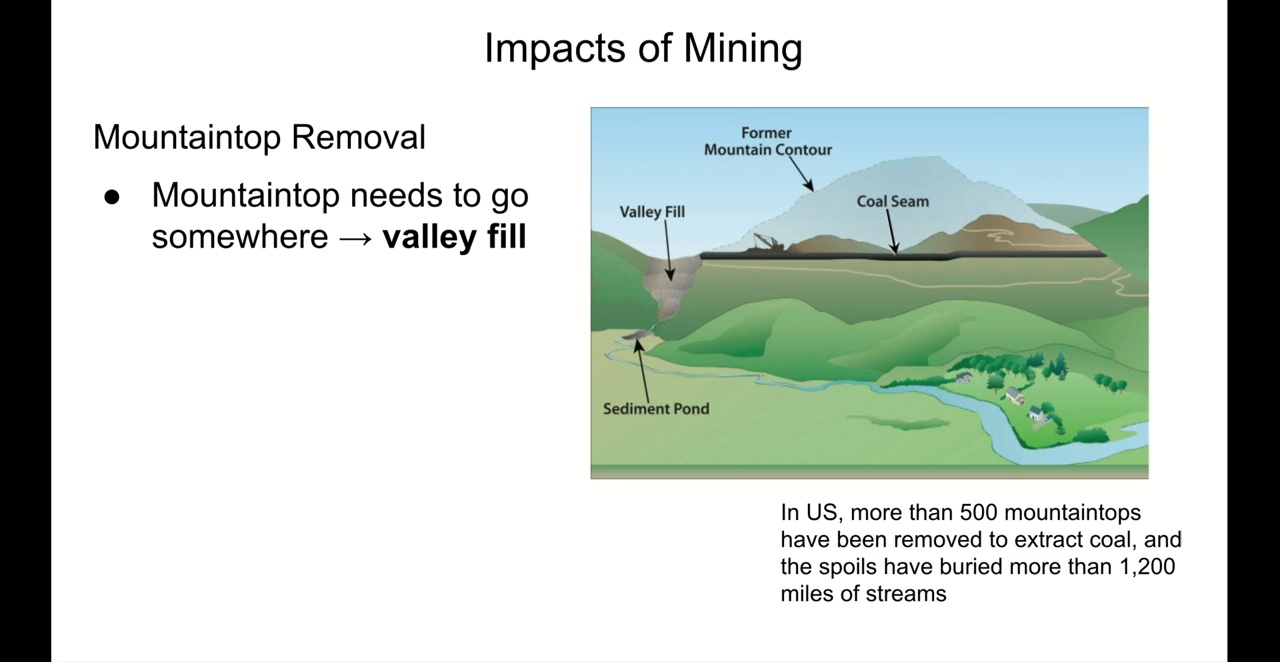 Impacts of Mining
Mountaintop Removal
● Mountaintop needs to go
somewhere → valley fill
Former
Mountain Contour
Coal Seam
Valley Fill
Sediment Pond
In US, more than 500 mountaintops
have been removed to extract coal, and
the spoils have buried more than 1,200
miles of streams